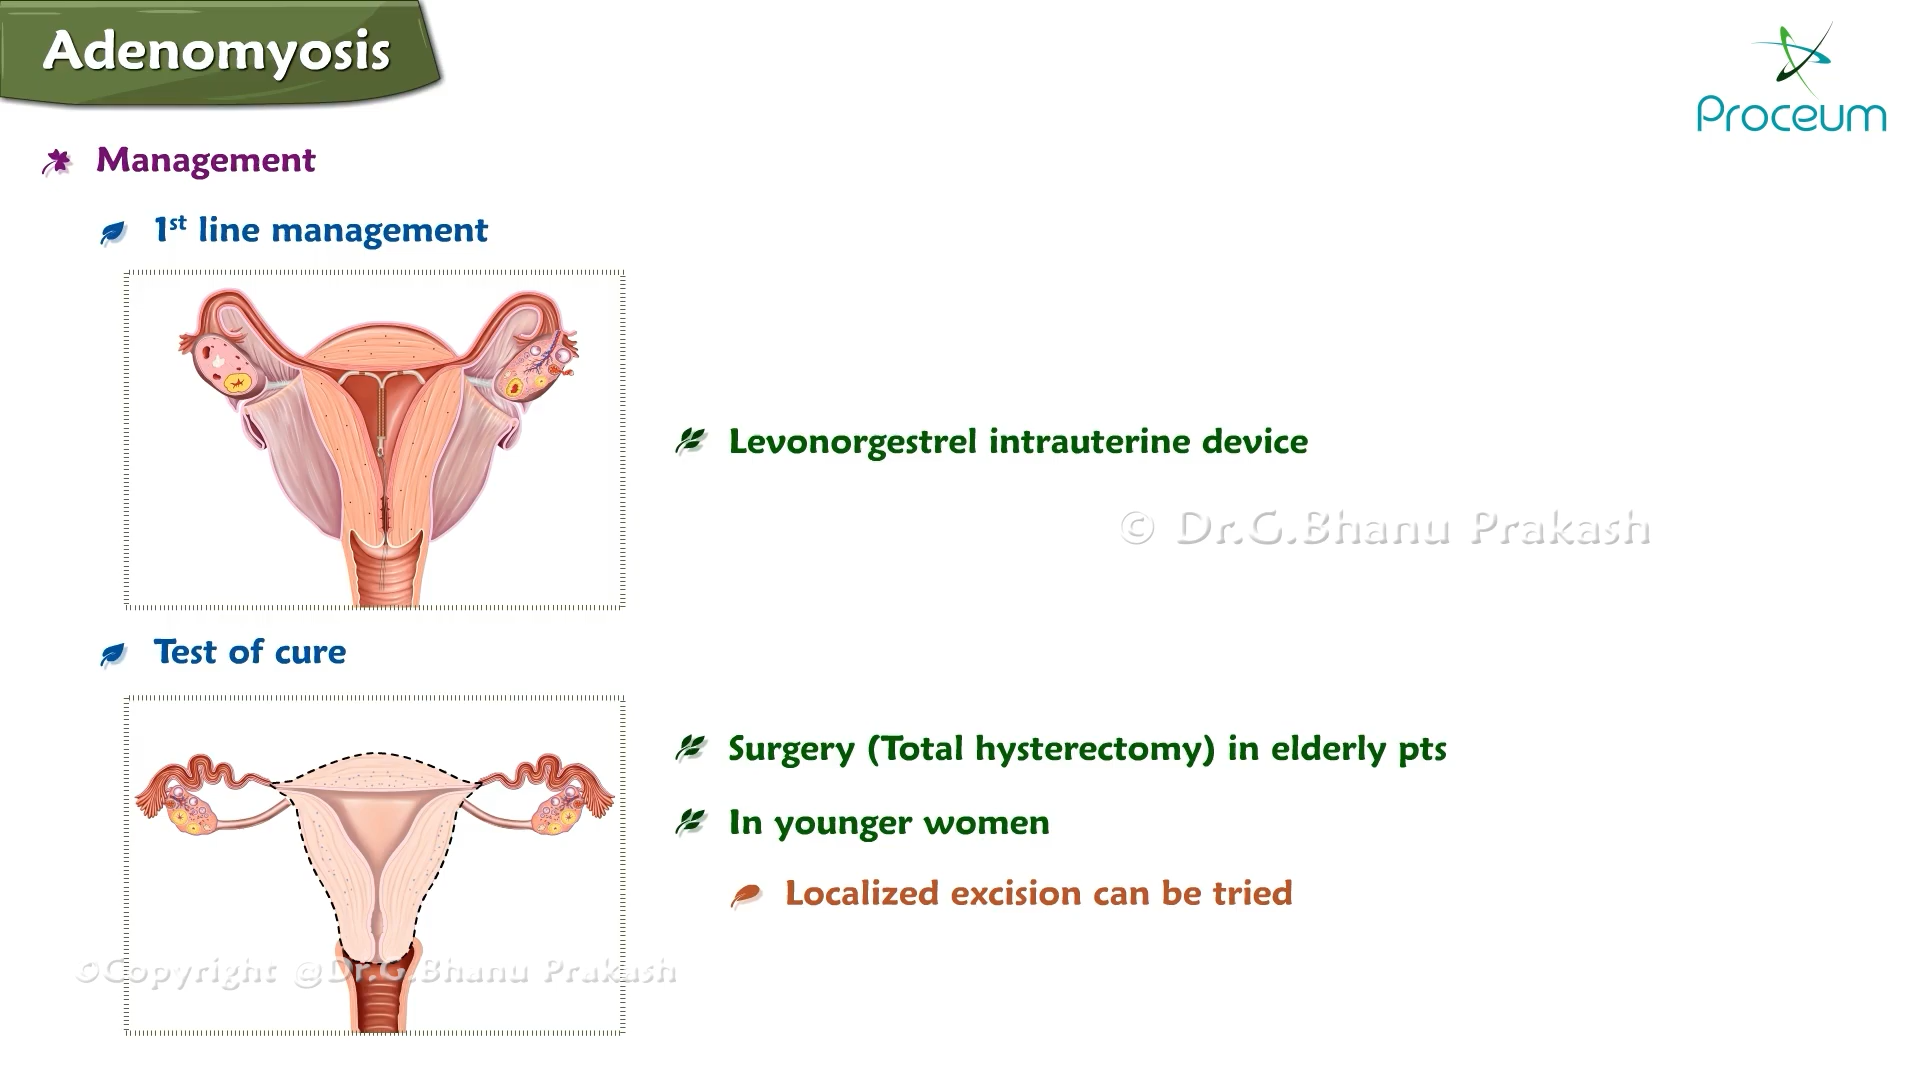 Adenomyosis
Proceum
Management
1st line management
Levonorgestrel intrauterine device
© Dr.G.Bhanu Prakash
Test of cure
Surgery (Total hysterectomy) in elderly pts
In younger women
Localized excision can be tried
©Copyright @Dr.G.Bhanu Prakash